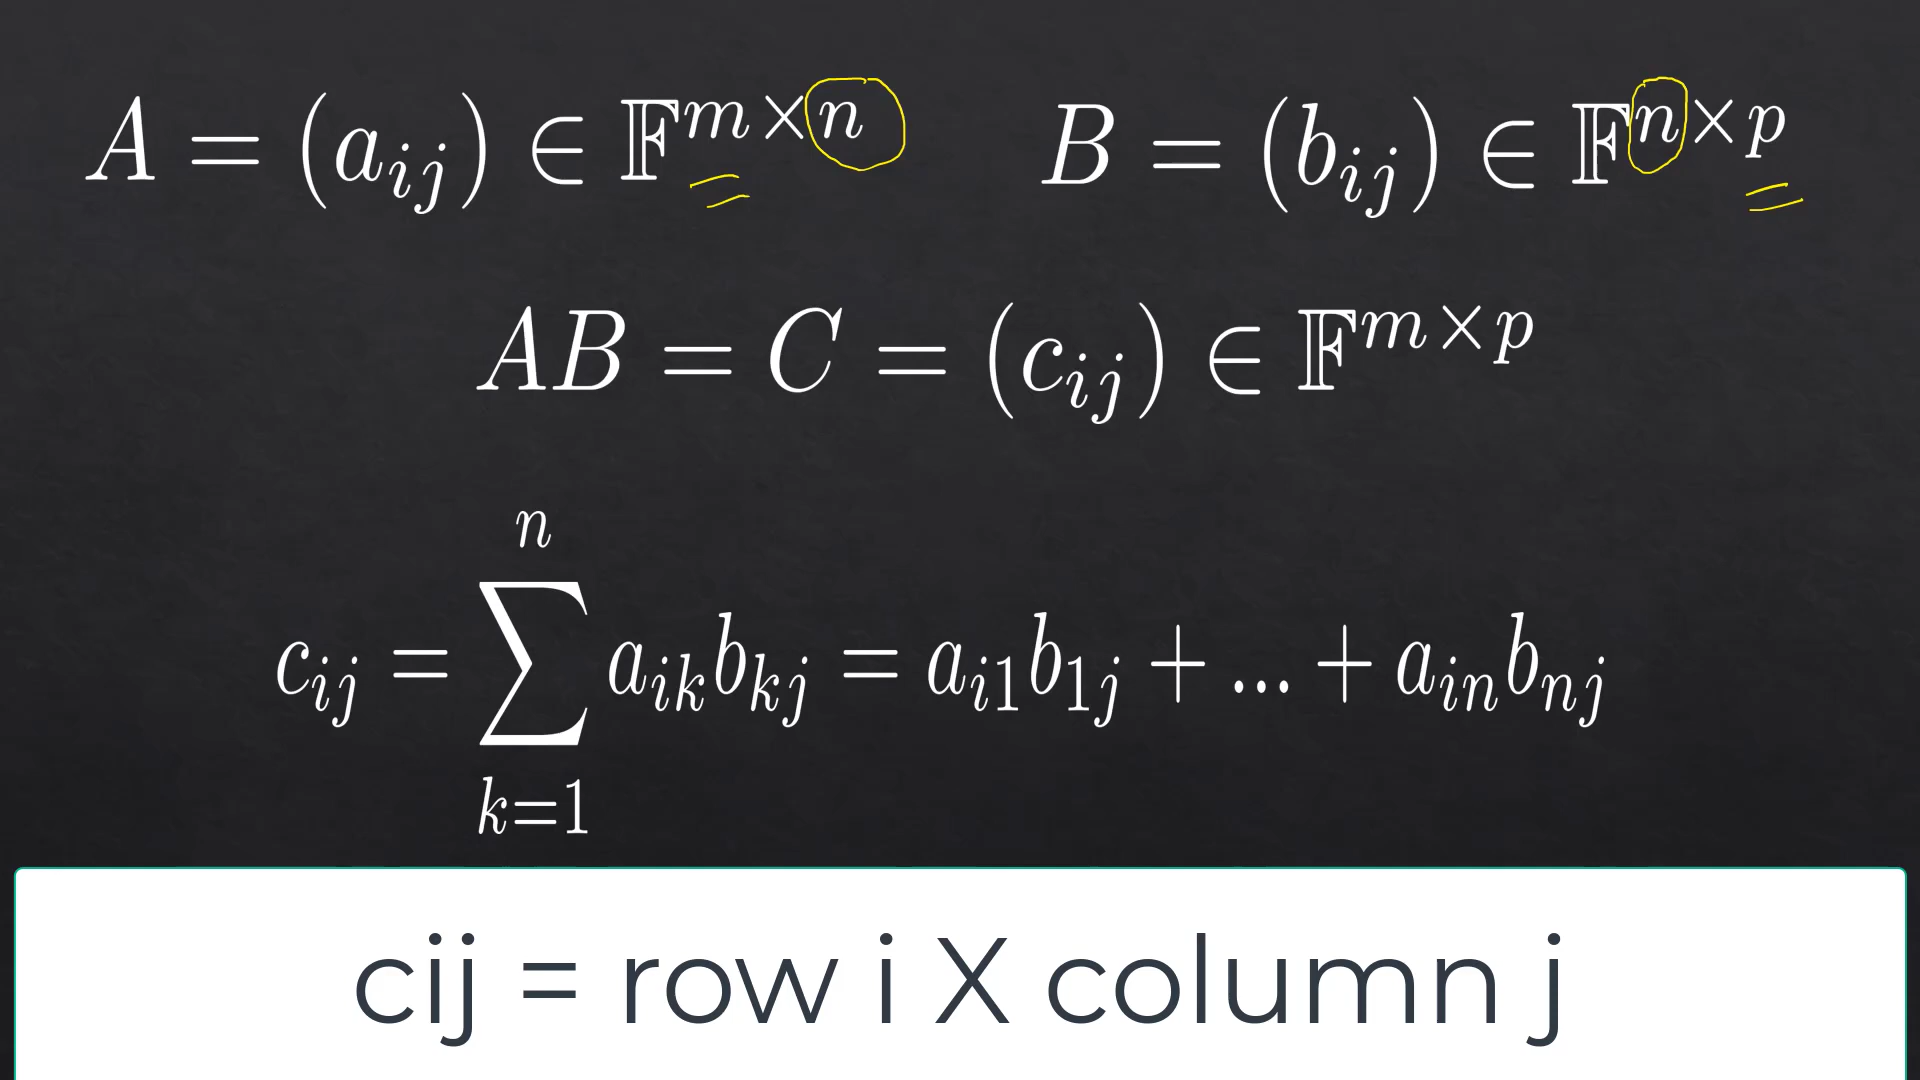 A = (a_{ij}) ∈ 𝔽^{m×n} B = (b_{ij}) ∈ 𝔽^{n×p}
AB = C = (c_{ij}) ∈ 𝔽^{m×p}
c_{ij} = \sum_{k=1}^{n} a_{ik}b_{kj} = a_{i1}b_{1j} + ... + a_{in}b_{nj}
cij = row i X column j